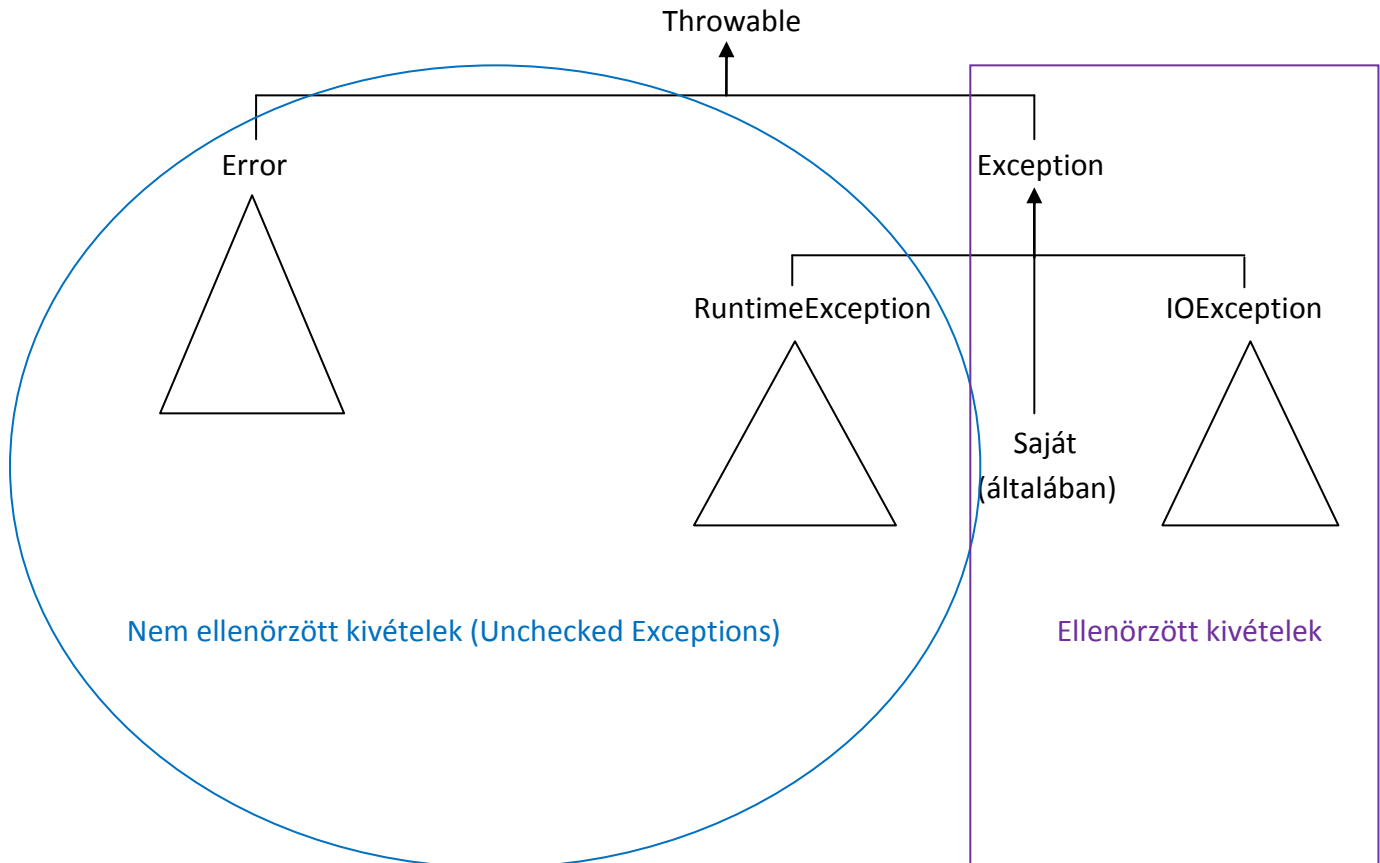 Throwable
Error
Exception
RuntimeException
IOException
Saját
(általában)
Nem ellenörzött kivételek (Unchecked Exceptions)
Ellenörzött kivételek